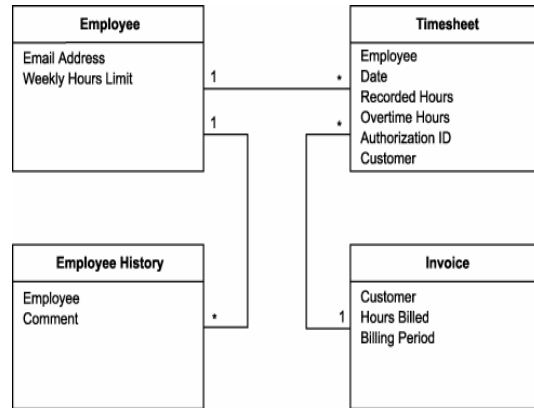 Employee
Email Address
Weekly Hours Limit
Timesheet
Employee
Date
Recorded Hours
Overtime Hours
Authorization ID
Customer
1
*
1
*
Employee History
Employee
Comment
*
Invoice
Customer
Hours Billed
Billing Period
1